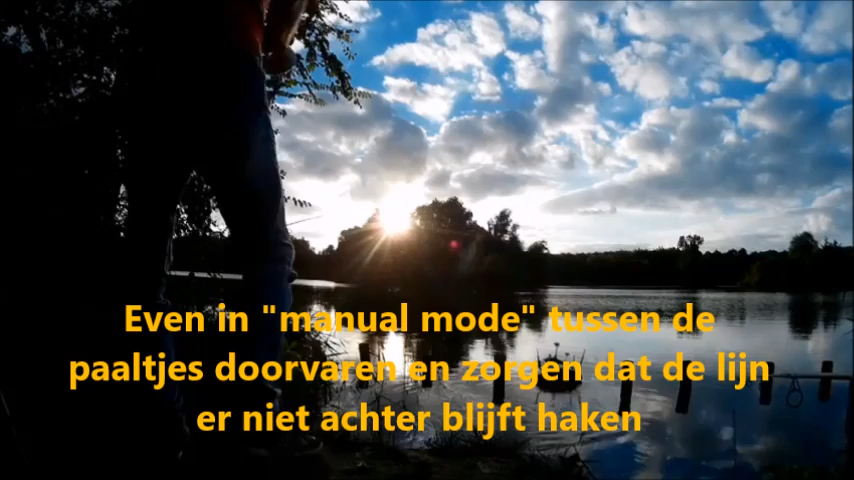 Even in "manual mode" tussen de
paaltjes doorvaren en zorgen dat de lijn
er niet achter blijft haken